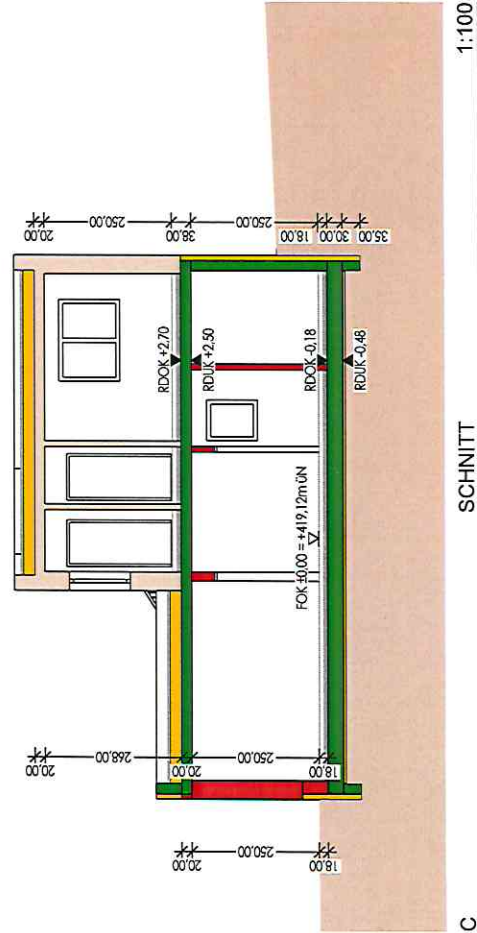 20,00
250,00
38,00
250,00
18,00
30,00
35,00
RDOK +2,70
RDUK +2,50
RDOK -0,18
RDUK -0,48
FOK ±0,00 = +419,12m üN
20,00
268,00
20,00
250,00
18,00
20,00
250,00
18,00
C
SCHNITT
1:100